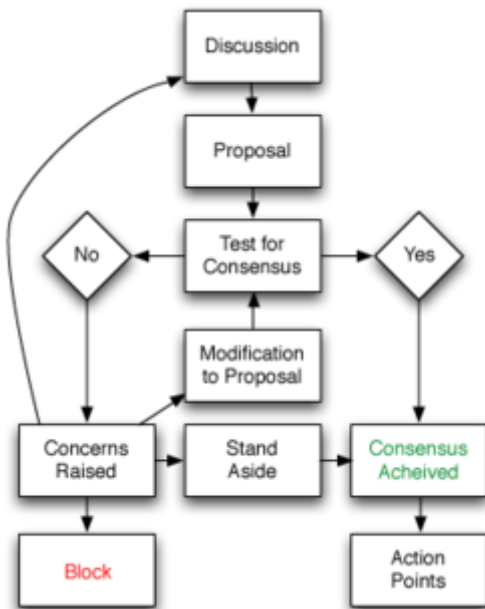 Discussion
Proposal
No
Test for
Consensus
Yes
Modification
to Proposal
Concerns
Raised
Stand
Aside
Consensus
Acheived
Block
Action
Points